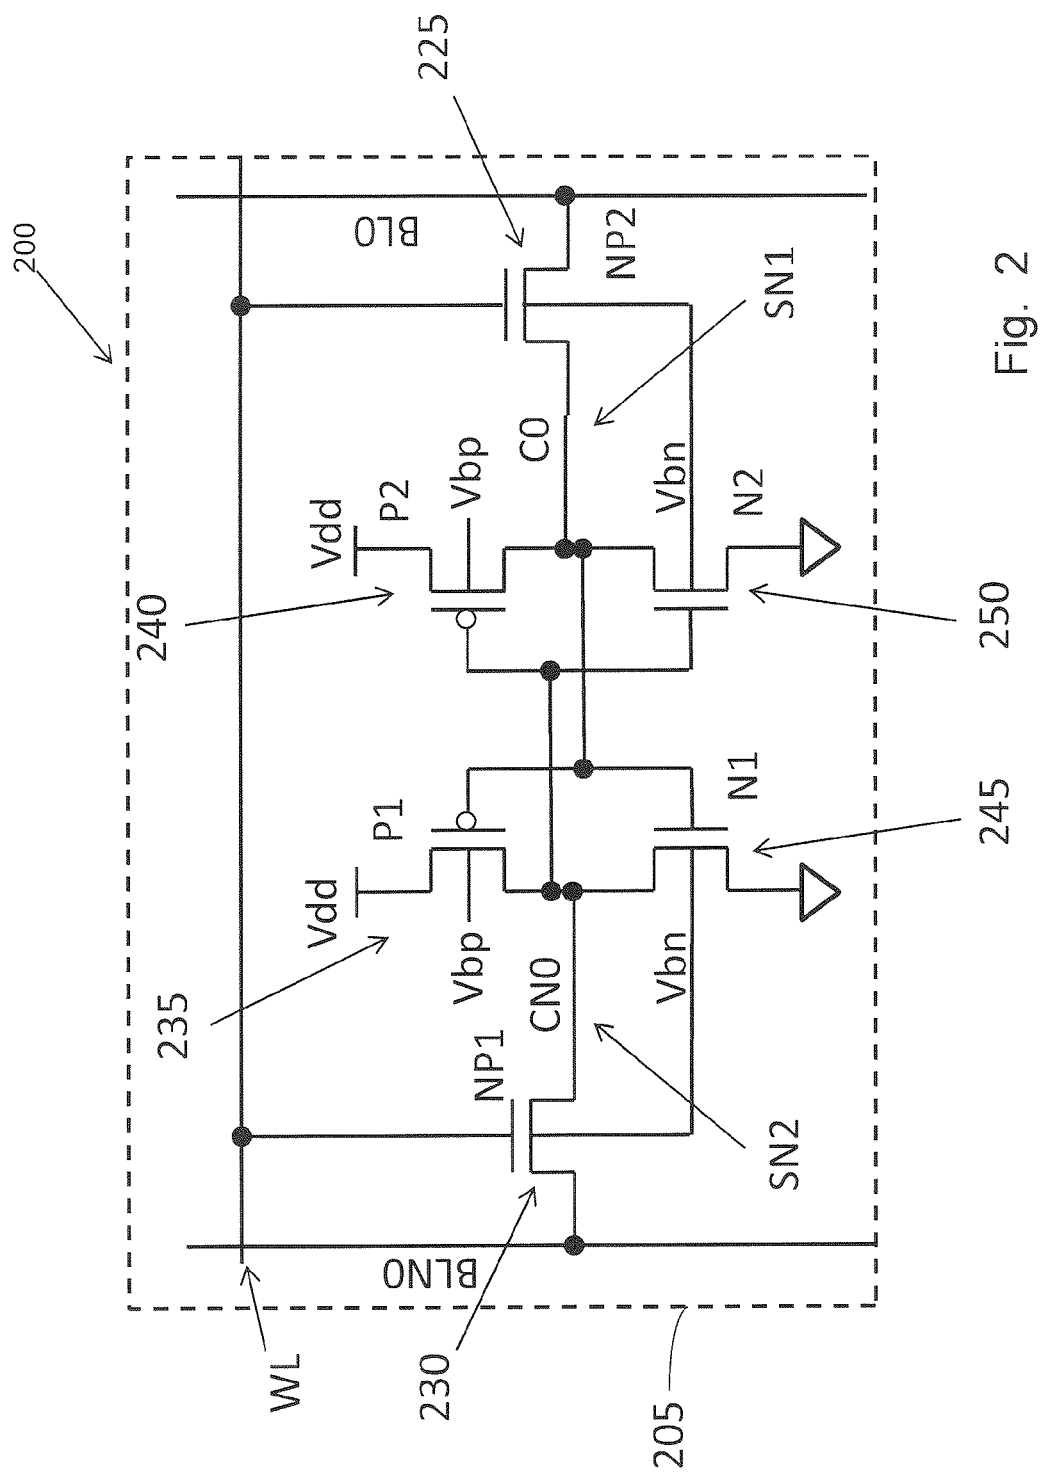 200
225
BL0
NP2
SN1
C0
Vbp
P2
Vdd
240
Vbn
N2
250
P1
Vdd
Vbp
235
N1
245
CN0
Vbn
NP1
SN2
BLN0
WL
230
205
Fig. 2